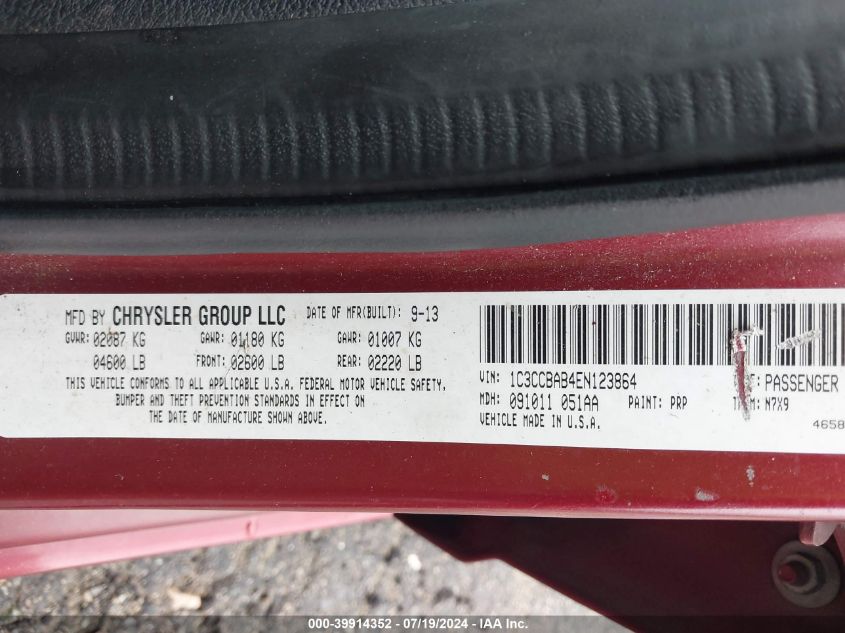 MFD BY CHRYSLER GROUP LLC DATE OF MFR(BUILT): 9-13
GVWR: 02087 KG GAWR: 01180 KG GAWR: 01007 KG
04600 LB FRONT: 02600 LB REAR: 02220 LB
THIS VEHICLE CONFORMS TO ALL APPLICABLE U.S.A. FEDERAL MOTOR VEHICLE SAFETY,
BUMPER AND THEFT PREVENTION STANDARDS IN EFFECT ON
THE DATE OF MANUFACTURE SHOWN ABOVE.
VIN: 1C3CCBAB4EN123864 PASSENGER
MDH: 091011 051AA PAINT: PRP N7X9
VEHICLE MADE IN U.S.A. 4658
000-39914352 - 07/19/2024 - IAA Inc.